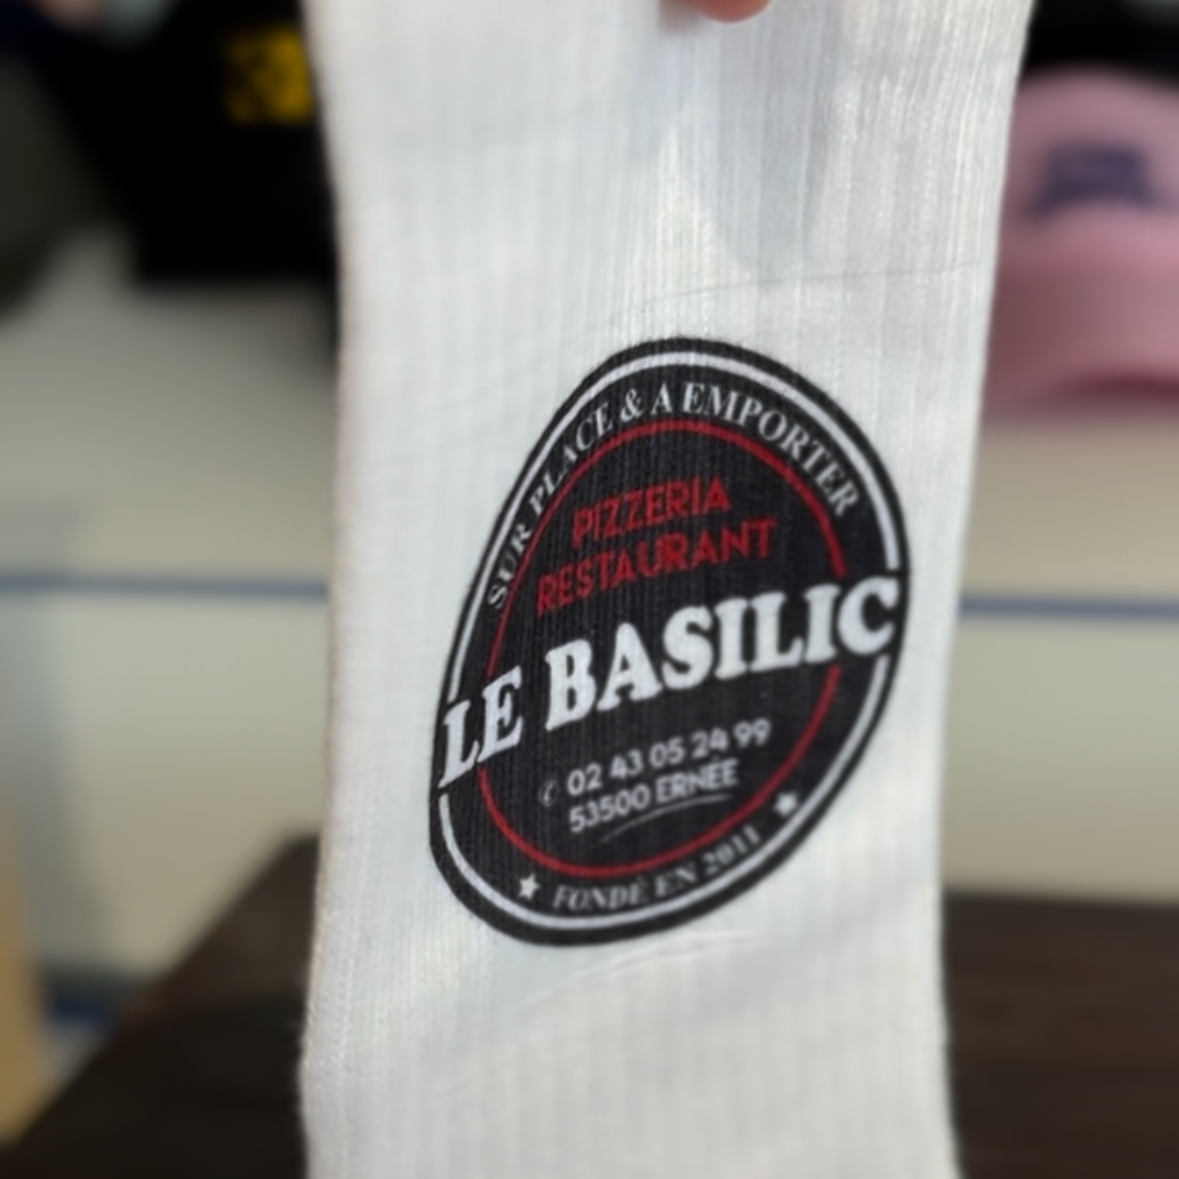 SUR PLACE & A EMPORTER
PIZZERIA
RESTAURANT
LE BASILIC
✆ 02 43 05 24 99
53500 ERNÉE
★ FONDÉ EN 2011 ★